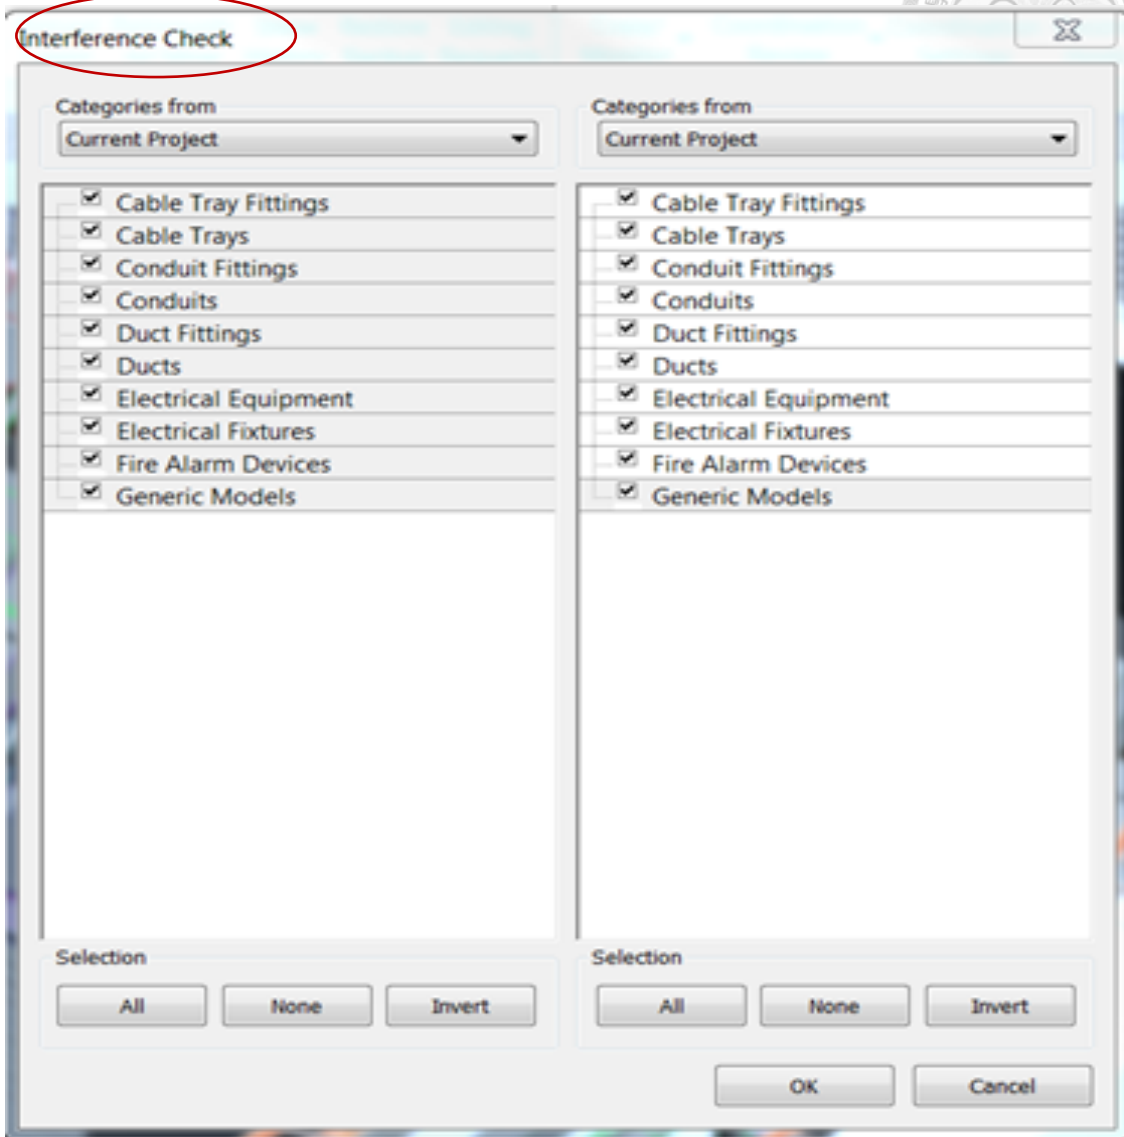 Interference Check
Categories from
Current Project
Cable Tray Fittings
Cable Trays
Conduit Fittings
Conduits
Duct Fittings
Ducts
Electrical Equipment
Electrical Fixtures
Fire Alarm Devices
Generic Models
Selection
All None Invert
Categories from
Current Project
Cable Tray Fittings
Cable Trays
Conduit Fittings
Conduits
Duct Fittings
Ducts
Electrical Equipment
Electrical Fixtures
Fire Alarm Devices
Generic Models
Selection
All None Invert
OK Cancel